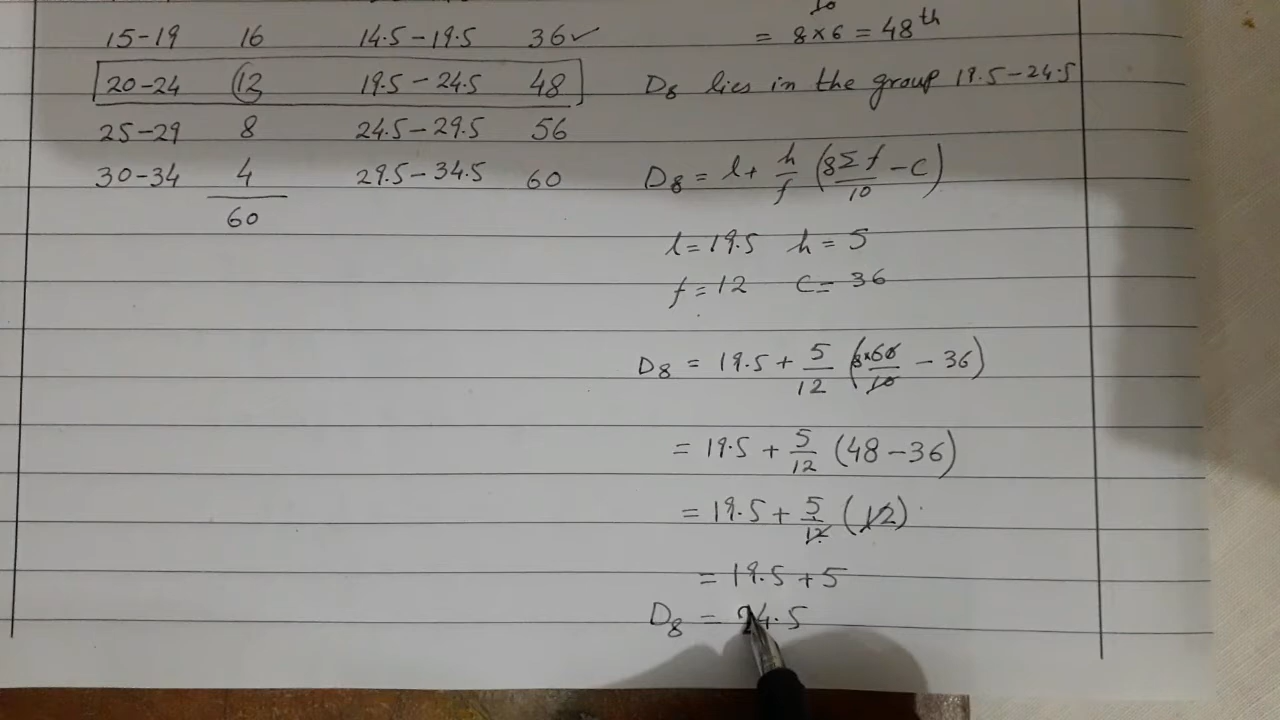 10
15-19 16 14.5-19.5 36✓
= 8×6 = 48th
20-24 12 19.5-24.5 48
D8 lies in the group 19.5-24.5
25-29 8 24.5-29.5 56
30-34 4 29.5-34.5 60
60
D8 = l+ h/f (8Σf/10 - C)
l=19.5 h=5
f=12 C=36
D8 = 19.5 + 5/12 (8×60/10 - 36)
= 19.5 + 5/12 (48-36)
= 19.5 + 5/12 (12)
= 19.5 + 5
D8 = 24.5